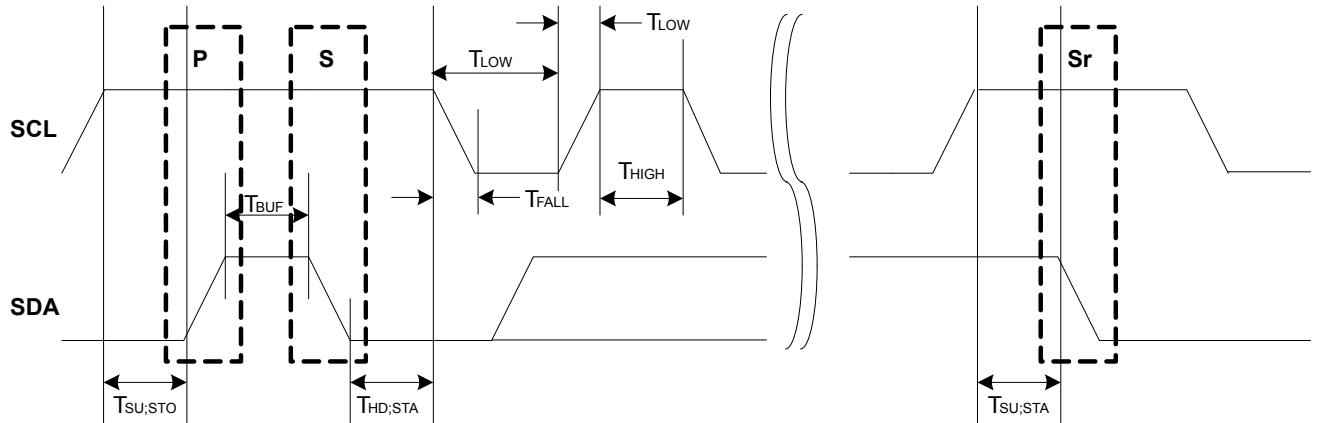 TLOW
P
S
TLOW
Sr
SCL
THIGH
TFALL
TBUF
SDA
TSU;STO
THD;STA
TSU;STA